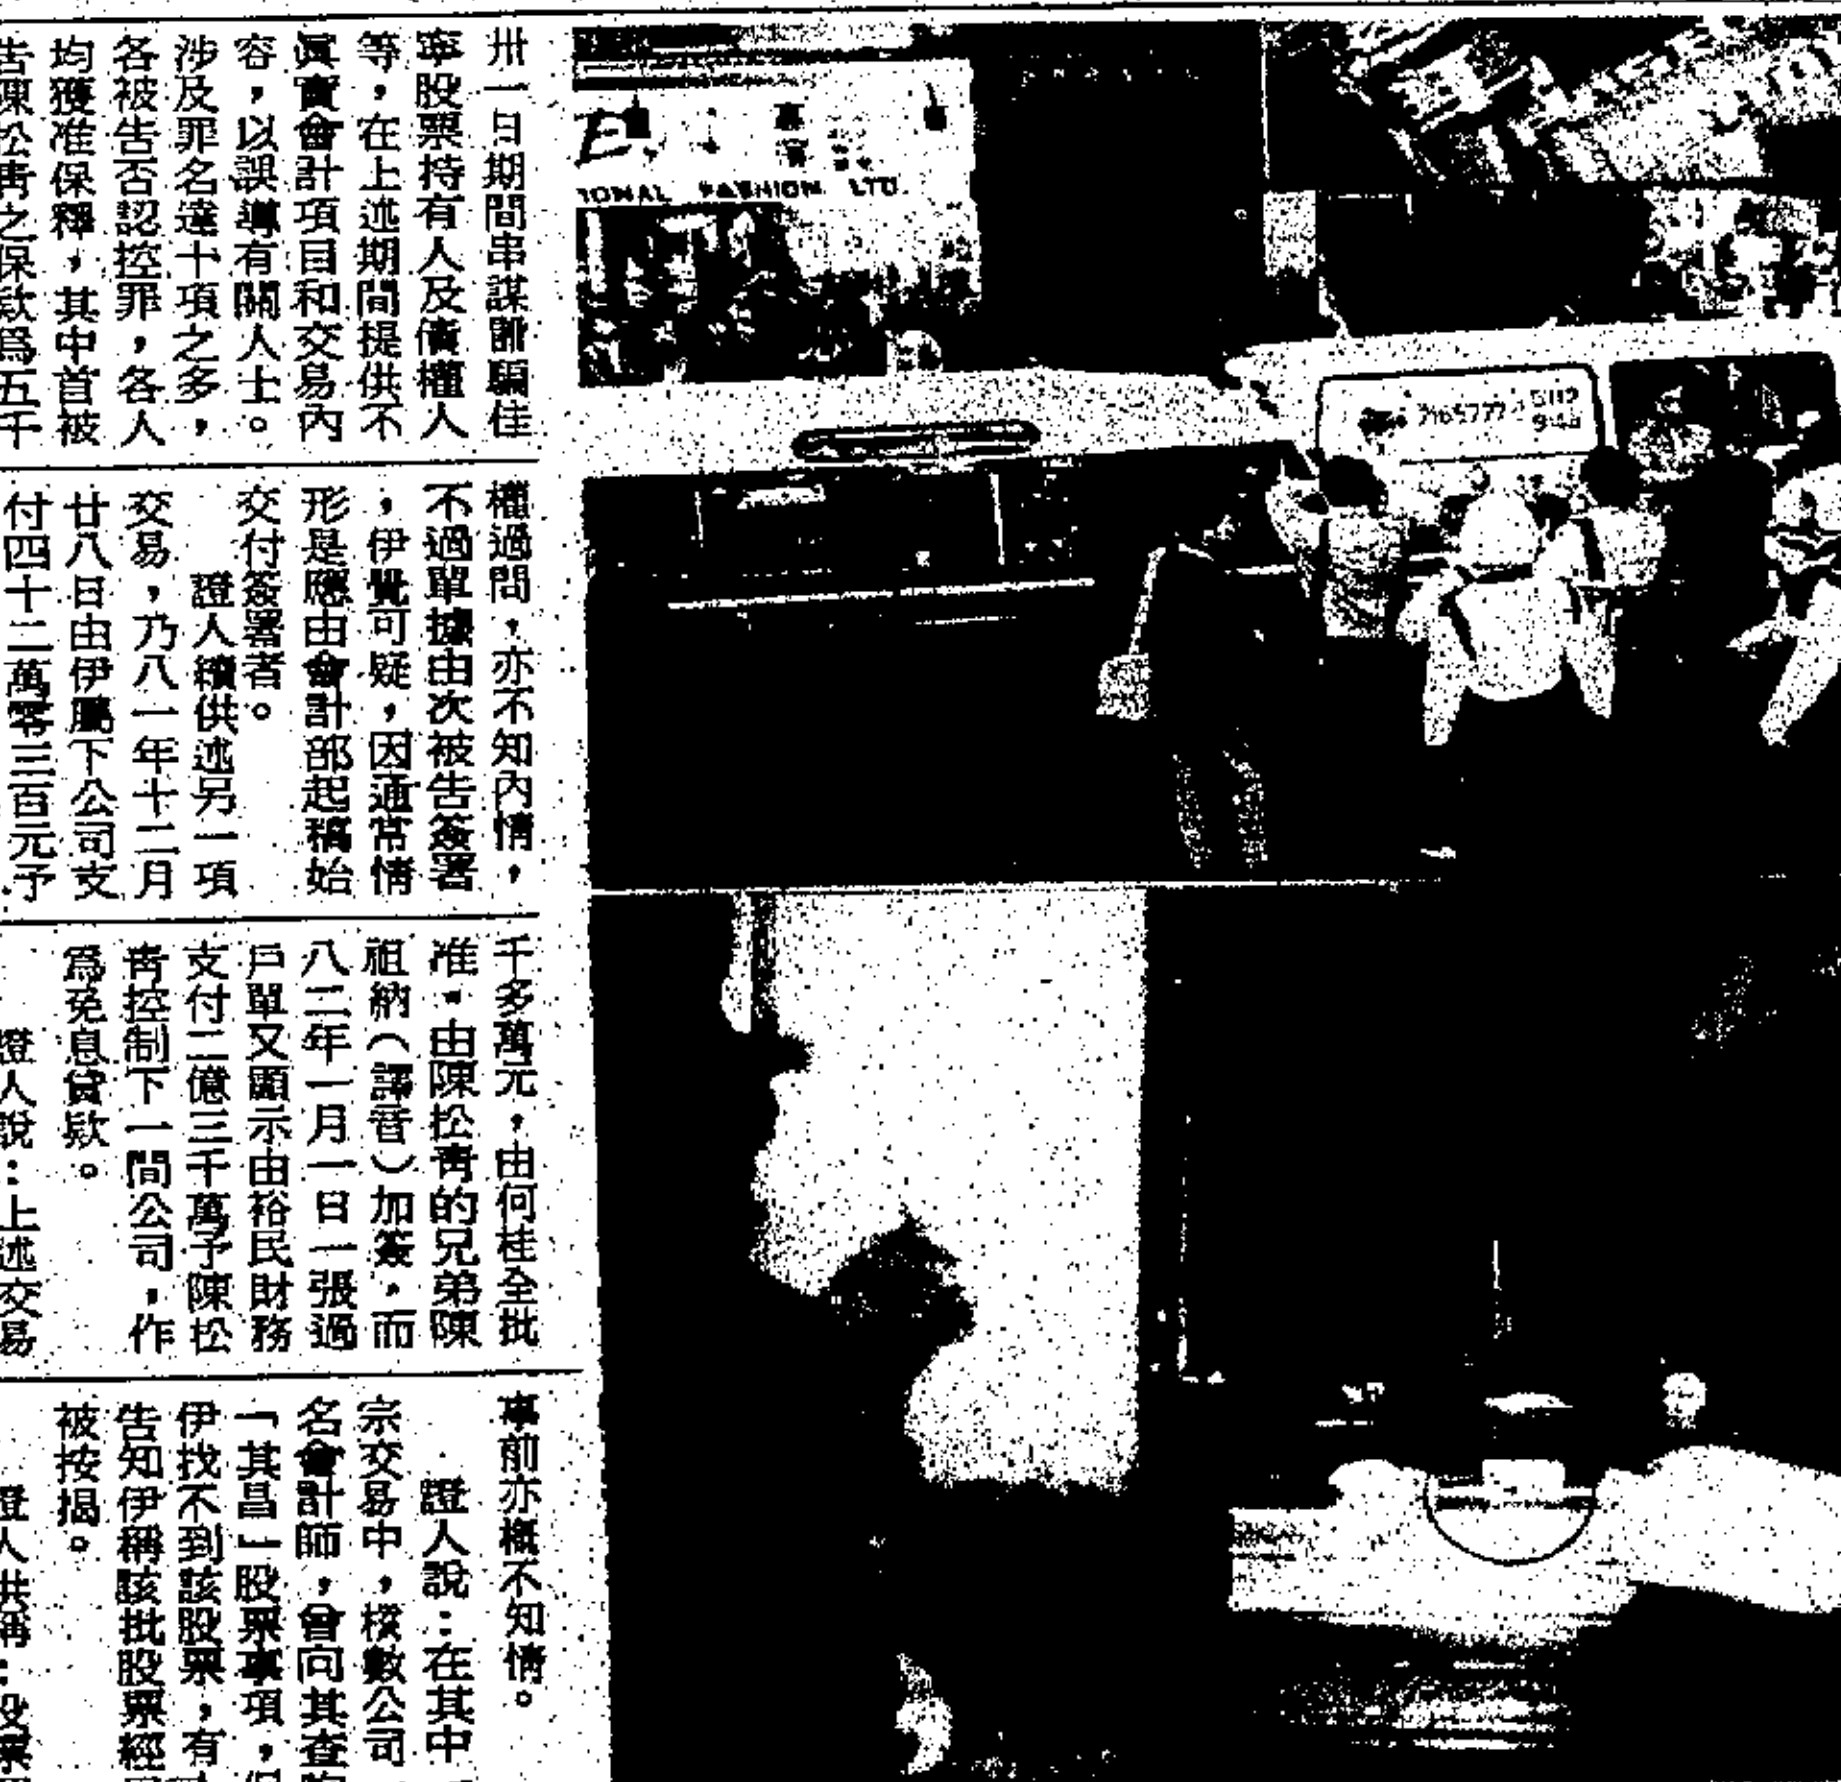 卅一日期間串謀訛騙佳
寧股票持有人及債權人
等，在上述期間提供不
眞實會計項目和交易內
容，以誤導有關人士。
涉及罪名達十項之多，
各被告否認控罪，各人
均獲准保釋，其中首被
告陳松靑之保欵爲五千
權過問，亦不知內情，
不過單據由次被告簽署
，伊覺可疑，因通常情
形是應由會計部起稿始
交付簽署者。
證人續供述另一項
交易，乃八一年十二月
廿八日由伊屬下公司支
付四十二萬零三百元予
千多萬元，由何桂全批
准。由陳松靑的兄弟陳
祖納（譯音）加簽，而
八二年一月一日一張過
戶單又顯示由裕民財務
支付二億三千萬予陳松
靑控制下一間公司，作
爲免息貸欵。
證人說：上述交易
事前亦槪不知情。
證人說：在其中
宗交易中，核數公司
名會計師，曾向其查詢
「其昌」股票事項，但
伊找不到該股票，有
告知伊稱該批股票經
被按揭。
證人供稱：股票
IONAL FASHION LTD.